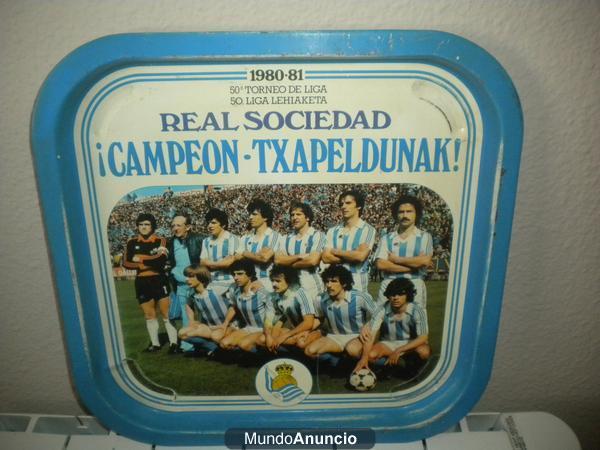 1980-81
50º TORNEO DE LIGA
50. LIGA LEHIAKETA
REAL SOCIEDAD
¡CAMPEON-TXAPELDUNAK!
MundoAnuncio